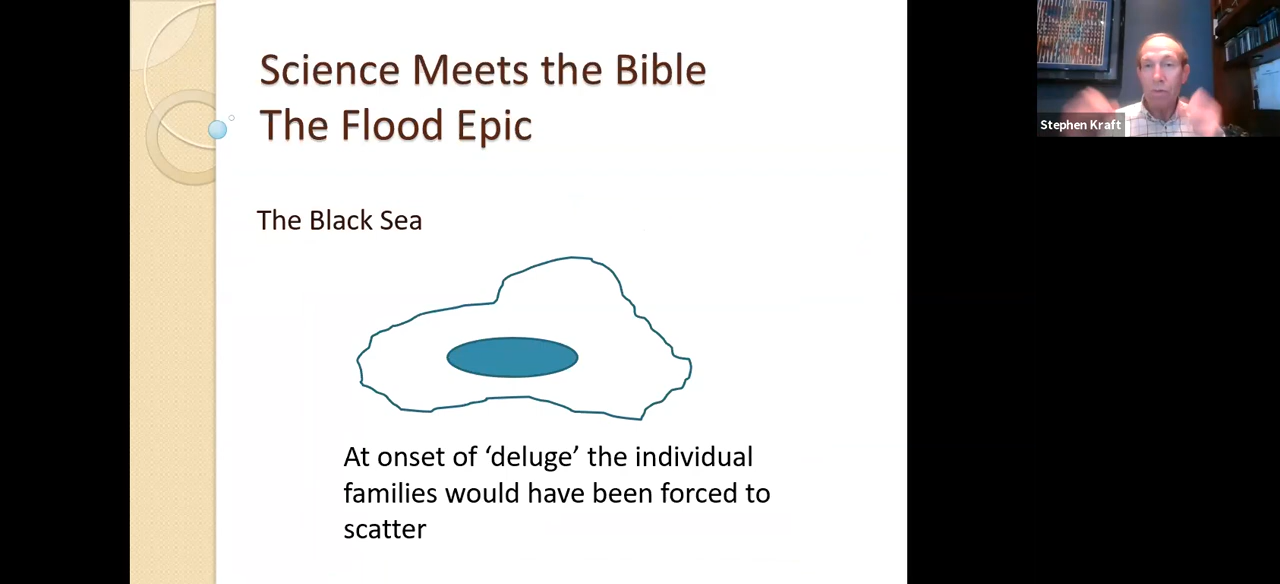 Science Meets the Bible
The Flood Epic
The Black Sea
At onset of ‘deluge’ the individual
families would have been forced to
scatter
Stephen Kraft